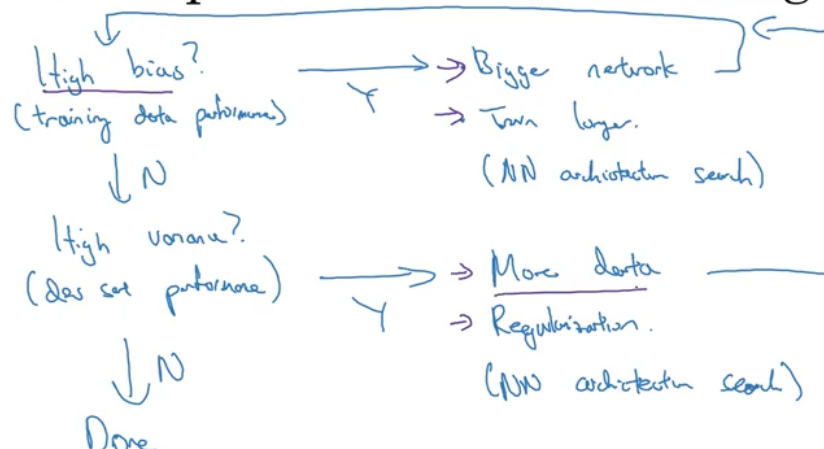 High bias?
(training data performance)
Y
→ Bigger network
→ Train longer.
(NN architecture search)
N
High variance?
(dev set performance)
Y
→ More data
→ Regularization.
(NN architecture search)
N
Done